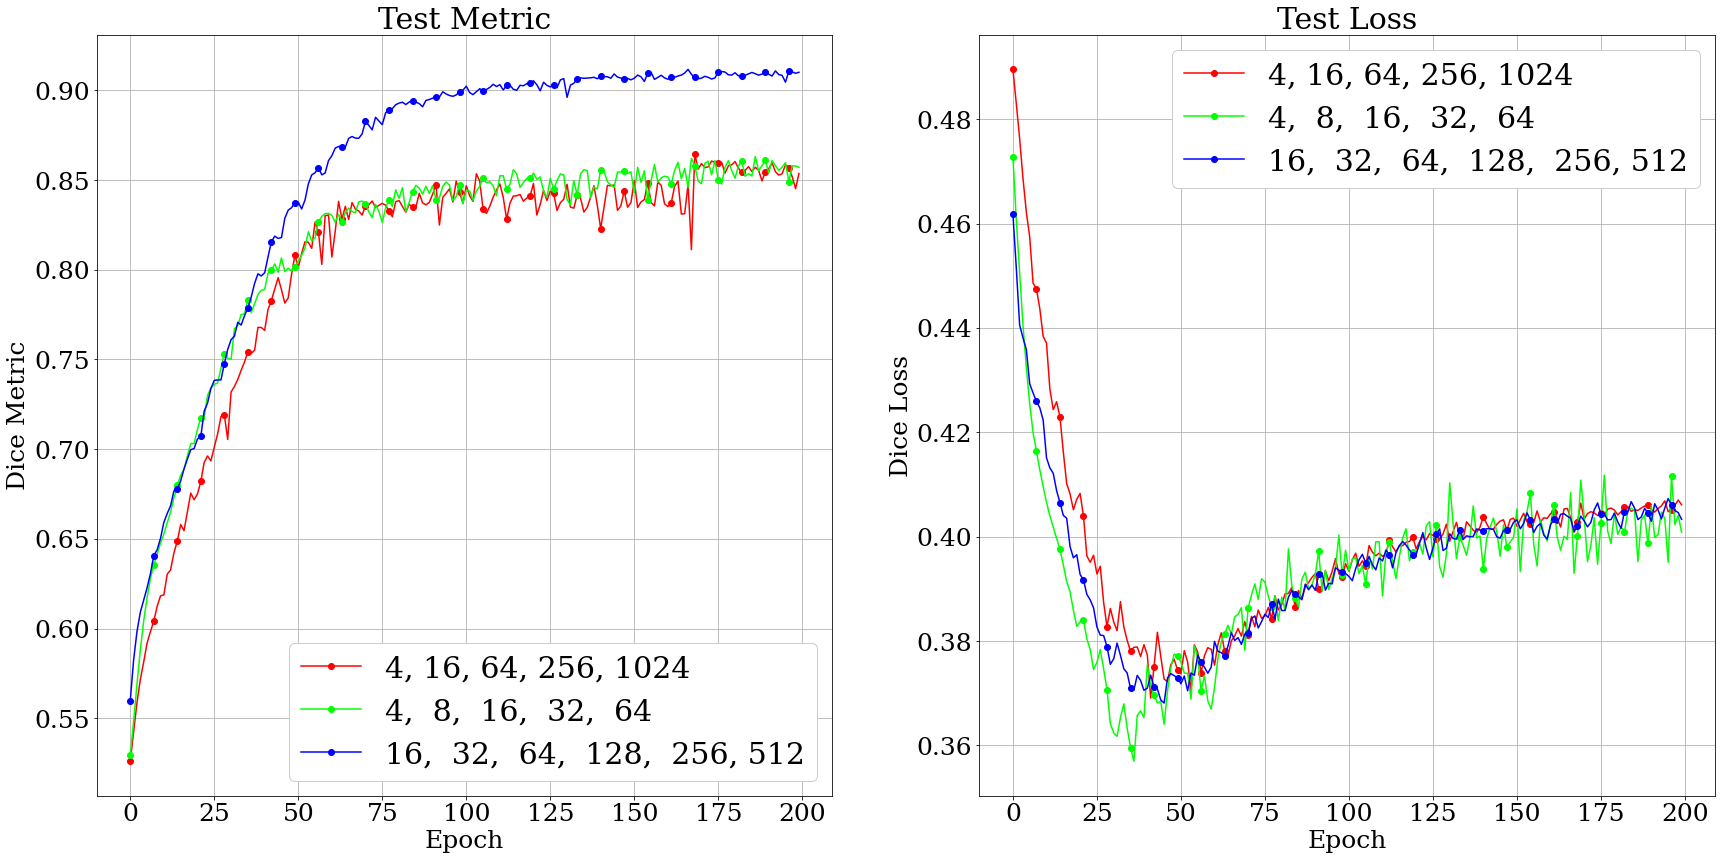 Test Metric
Dice Metric
0.90
0.85
0.80
0.75
0.70
0.65
0.60
0.55
4, 16, 64, 256, 1024
4, 8, 16, 32, 64
16, 32, 64, 128, 256, 512
0 25 50 75 100 125 150 175 200
Epoch
Test Loss
Dice Loss
0.48
0.46
0.44
0.42
0.40
0.38
0.36
4, 16, 64, 256, 1024
4, 8, 16, 32, 64
16, 32, 64, 128, 256, 512
0 25 50 75 100 125 150 175 200
Epoch